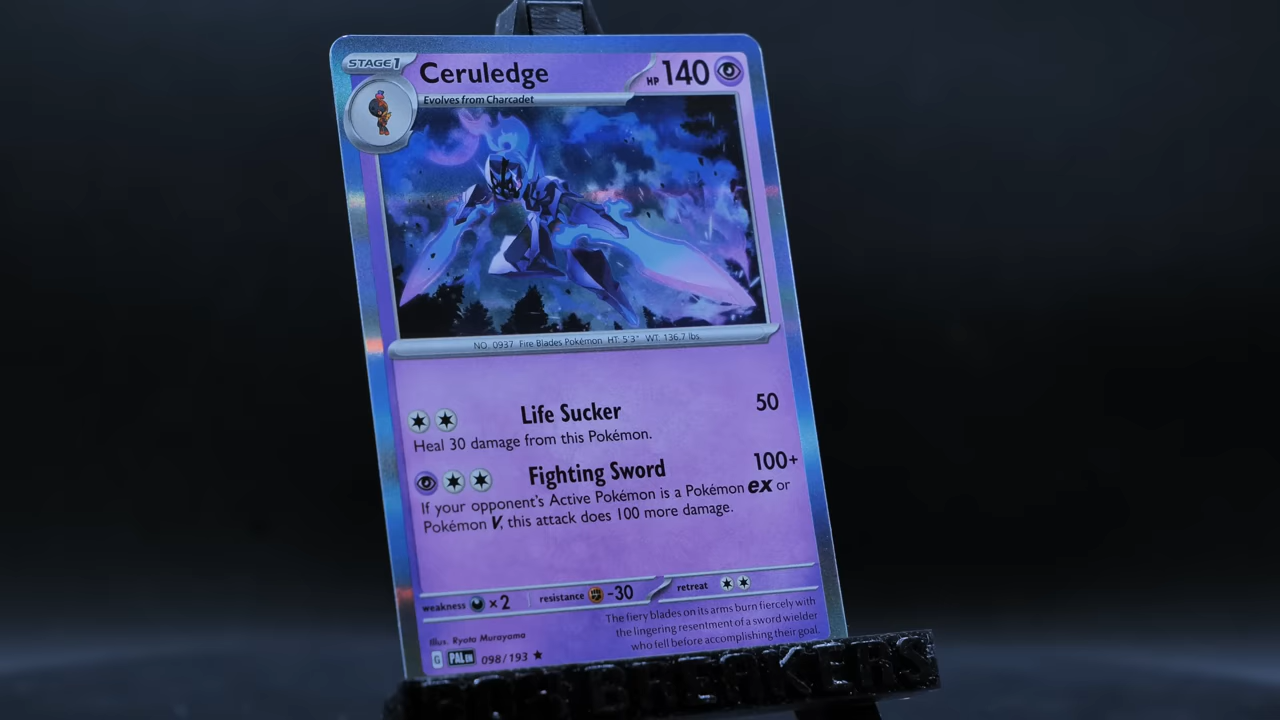 STAGE 1
Ceruledge
HP 140
Evolves from Charcadet
NO. 0937 Fire Blades Pokémon HT: 5'3" WT: 136.7 lbs.
Life Sucker 50
Heal 30 damage from this Pokémon.
Fighting Sword 100+
If your opponent's Active Pokémon is a Pokémon ex or
Pokémon V, this attack does 100 more damage.
weakness ×2 resistance -30 retreat
The fiery blades on its arms burn fiercely with
the lingering resentment of a sword wielder
who fell before accomplishing their goal.
Illus. Ryota Murayama
G PAL EN 098/193
BREAKERS